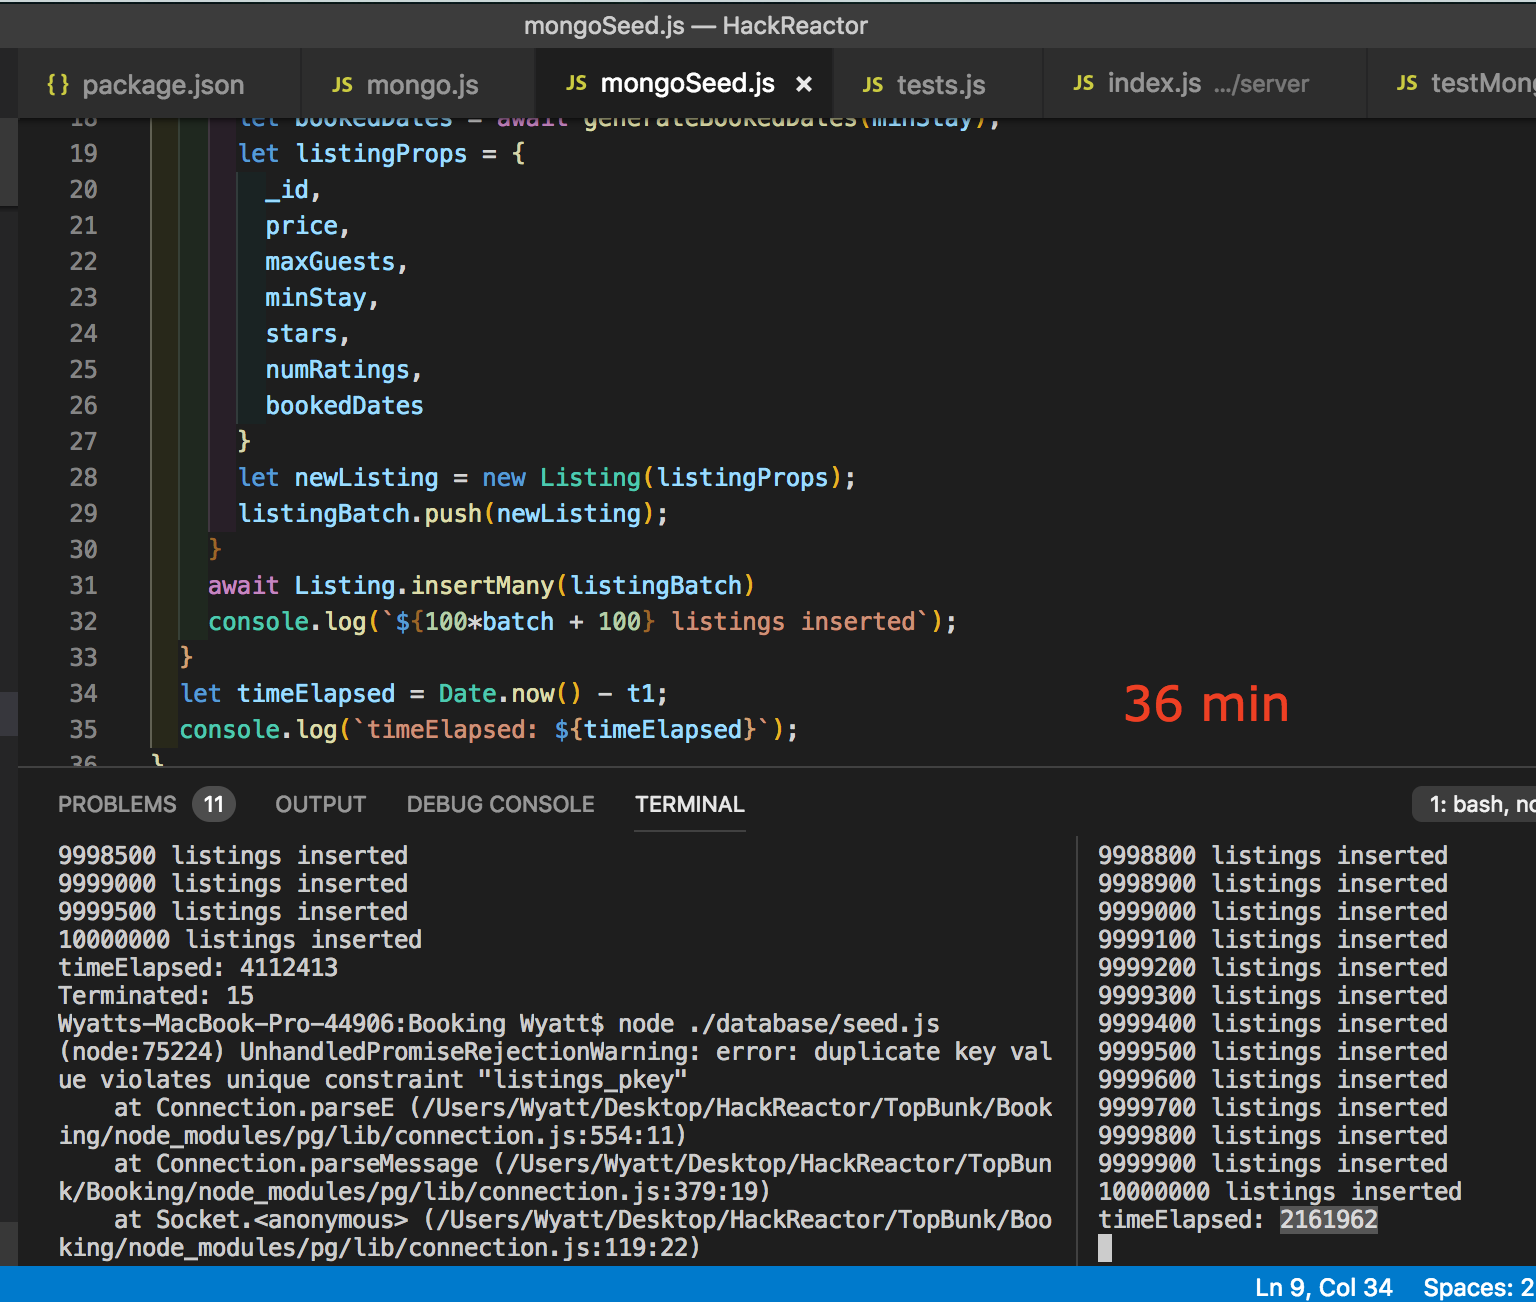 mongoSeed.js — HackReactor
{} package.json JS mongo.js JS mongoSeed.js × JS tests.js JS index.js .../server JS testMong
18 let bookedDates = await generateBookedDates(minStay);
19 let listingProps = {
20 _id,
21 price,
22 maxGuests,
23 minStay,
24 stars,
25 numRatings,
26 bookedDates
27 }
28 let newListing = new Listing(listingProps);
29 listingBatch.push(newListing);
30 }
31 await Listing.insertMany(listingBatch)
32 console.log(`${100*batch + 100} listings inserted`);
33 }
34 let timeElapsed = Date.now() - t1;
35 console.log(`timeElapsed: ${timeElapsed}`);
36 }
36 min
PROBLEMS 11 OUTPUT DEBUG CONSOLE TERMINAL 1: bash, no
9998500 listings inserted
9999000 listings inserted
9999500 listings inserted
10000000 listings inserted
timeElapsed: 4112413
Terminated: 15
Wyatts-MacBook-Pro-44906:Booking Wyatt$ node ./database/seed.js
(node:75224) UnhandledPromiseRejectionWarning: error: duplicate key val
ue violates unique constraint "listings_pkey"
at Connection.parseE (/Users/Wyatt/Desktop/HackReactor/TopBunk/Book
ing/node_modules/pg/lib/connection.js:554:11)
at Connection.parseMessage (/Users/Wyatt/Desktop/HackReactor/TopBun
k/Booking/node_modules/pg/lib/connection.js:379:19)
at Socket.<anonymous> (/Users/Wyatt/Desktop/HackReactor/TopBunk/Boo
king/node_modules/pg/lib/connection.js:119:22)
9998800 listings inserted
9998900 listings inserted
9999000 listings inserted
9999100 listings inserted
9999200 listings inserted
9999300 listings inserted
9999400 listings inserted
9999500 listings inserted
9999600 listings inserted
9999700 listings inserted
9999800 listings inserted
9999900 listings inserted
10000000 listings inserted
timeElapsed: 2161962
Ln 9, Col 34 Spaces: 2